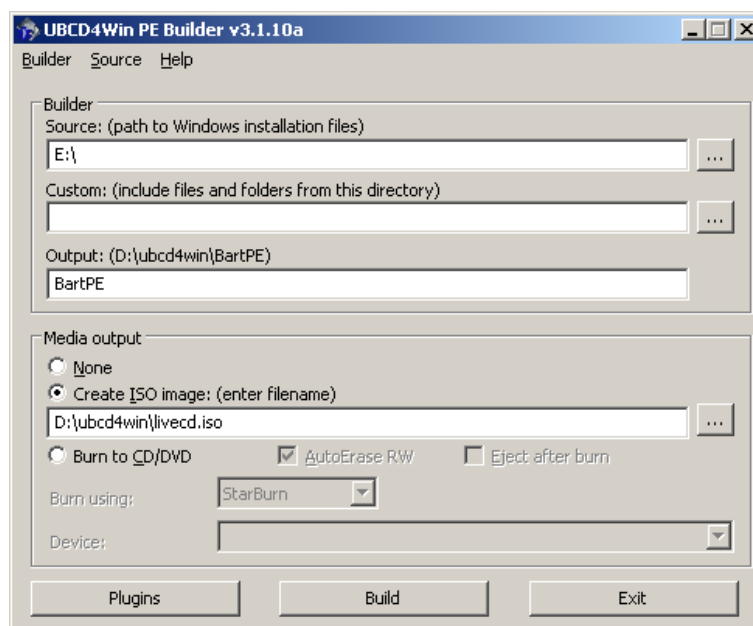 UBCD4Win PE Builder v3.1.10a
Builder Source Help
Builder
Source: (path to Windows installation files)
E:\
...
Custom: (include files and folders from this directory)
...
Output: (D:\ubcd4win\BartPE)
BartPE
Media output
None
Create ISO image: (enter filename)
D:\ubcd4win\livecd.iso
...
Burn to CD/DVD AutoErase RW Eject after burn
Burn using: StarBurn
Device:
Plugins Build Exit